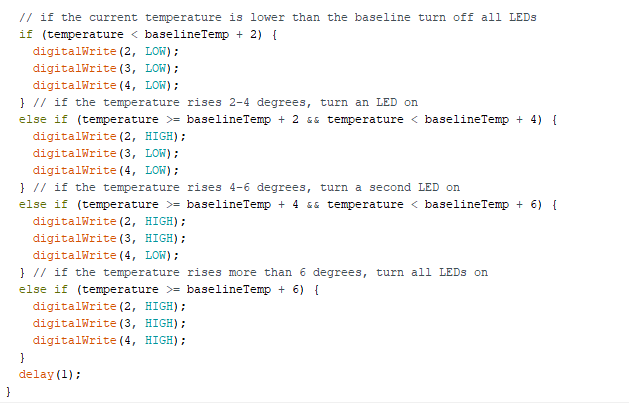 // if the current temperature is lower than the baseline turn off all LEDs
if (temperature < baselineTemp + 2) {
digitalWrite(2, LOW);
digitalWrite(3, LOW);
digitalWrite(4, LOW);
} // if the temperature rises 2-4 degrees, turn an LED on
else if (temperature >= baselineTemp + 2 && temperature < baselineTemp + 4) {
digitalWrite(2, HIGH);
digitalWrite(3, LOW);
digitalWrite(4, LOW);
} // if the temperature rises 4-6 degrees, turn a second LED on
else if (temperature >= baselineTemp + 4 && temperature < baselineTemp + 6) {
digitalWrite(2, HIGH);
digitalWrite(3, HIGH);
digitalWrite(4, LOW);
} // if the temperature rises more than 6 degrees, turn all LEDs on
else if (temperature >= baselineTemp + 6) {
digitalWrite(2, HIGH);
digitalWrite(3, HIGH);
digitalWrite(4, HIGH);
}
delay(1);
}